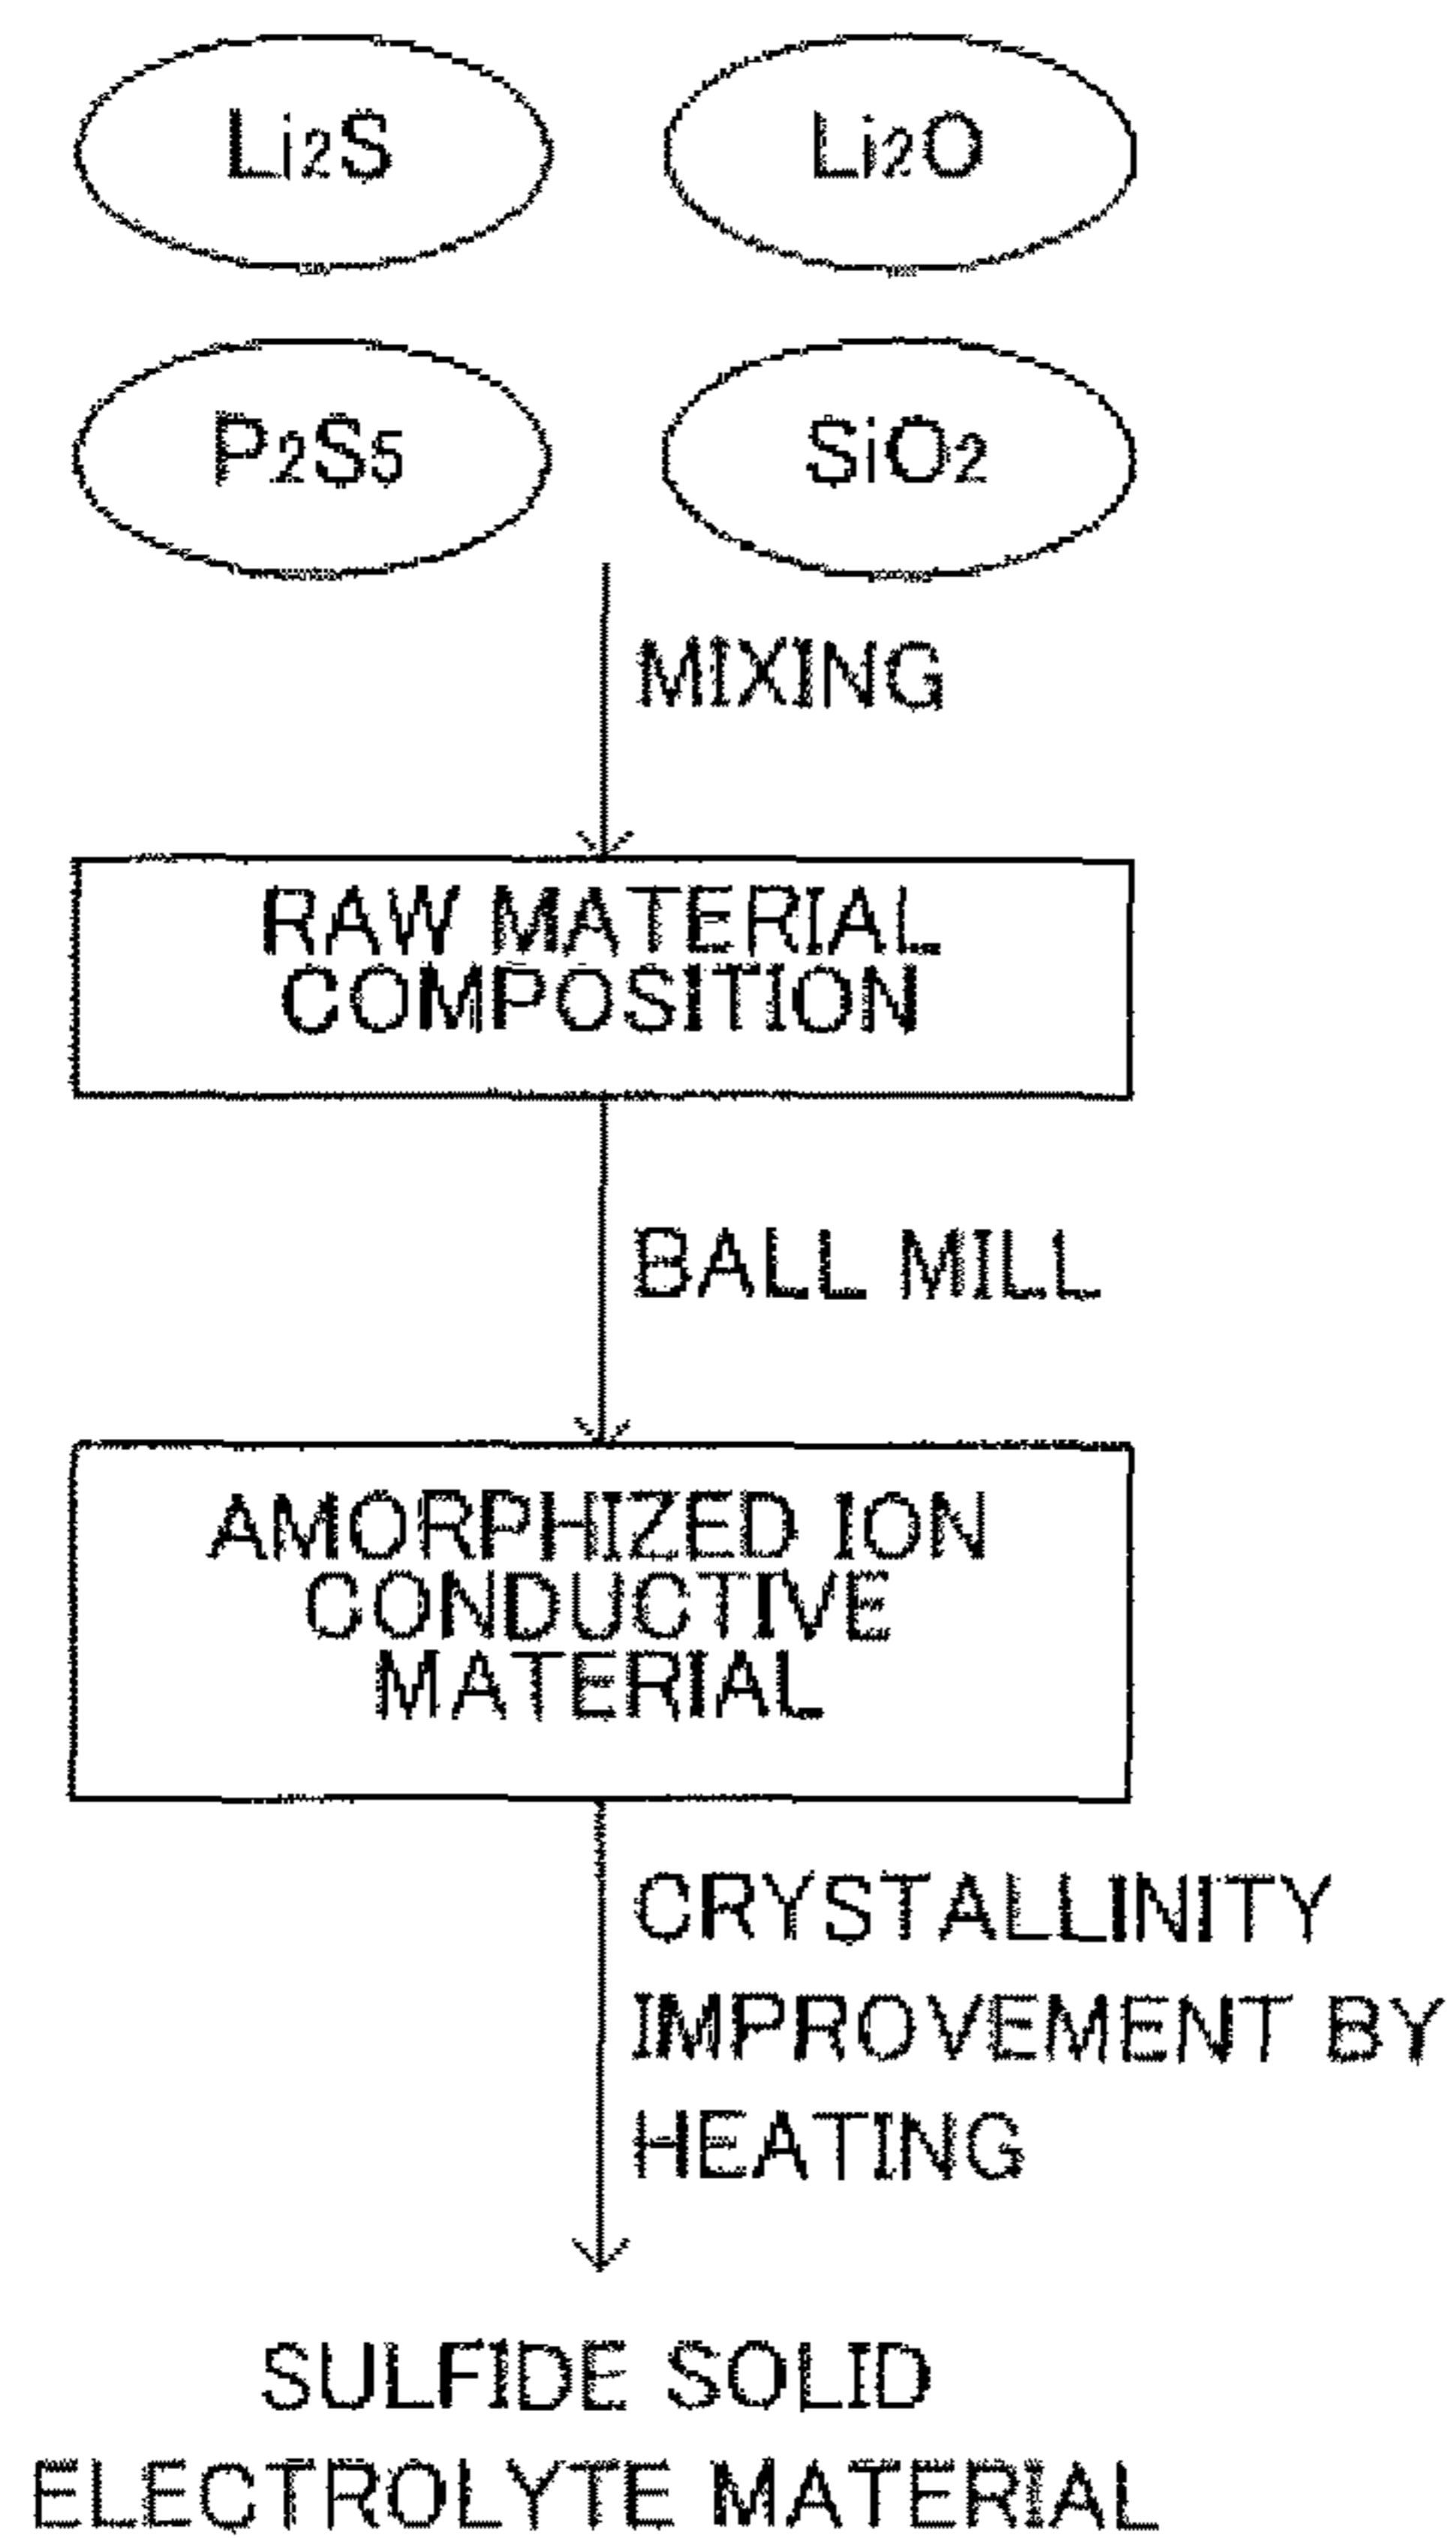 Li2S
Li2O
P2S5
SiO2
MIXING
RAW MATERIAL
COMPOSITION
BALL MILL
AMORPHIZED ION
CONDUCTIVE
MATERIAL
CRYSTALLINITY
IMPROVEMENT BY
HEATING
SULFIDE SOLID
ELECTROLYTE MATERIAL